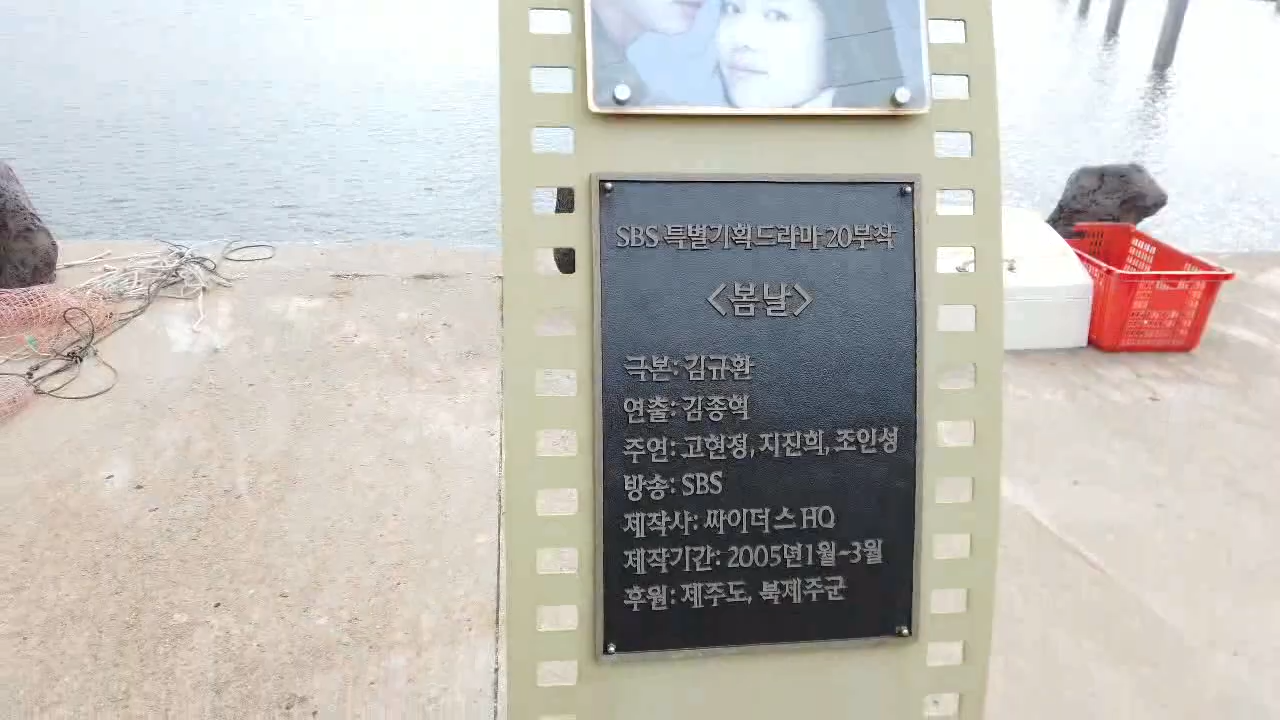 SBS 특별기획드라마 20부작
<봄날>
극본: 김규환
연출: 김종혁
주연: 고현정, 지진희, 조인성
방송: SBS
제작사: 싸이더스 HQ
제작기간: 2005년1월~3월
후원: 제주도, 북제주군